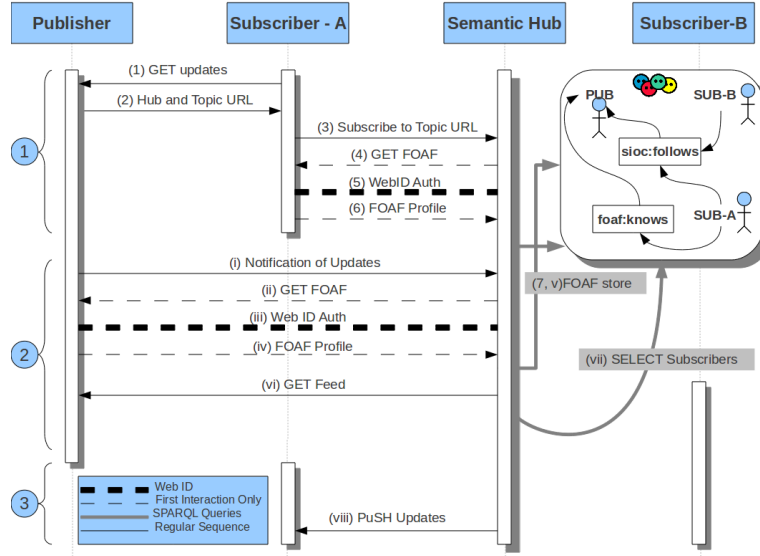 Publisher
Subscriber - A
Semantic Hub
Subscriber-B
(1) GET updates
(2) Hub and Topic URL
(3) Subscribe to Topic URL
(4) GET FOAF
(5) WebID Auth
(6) FOAF Profile
1
PUB
SUB-B
sioc:follows
foaf:knows
SUB-A
(i) Notification of Updates
(ii) GET FOAF
(7, v)FOAF store
(iii) Web ID Auth
(iv) FOAF Profile
2
(vii) SELECT Subscribers
(vi) GET Feed
3
Web ID
First Interaction Only
SPARQL Queries
Regular Sequence
(viii) PuSH Updates